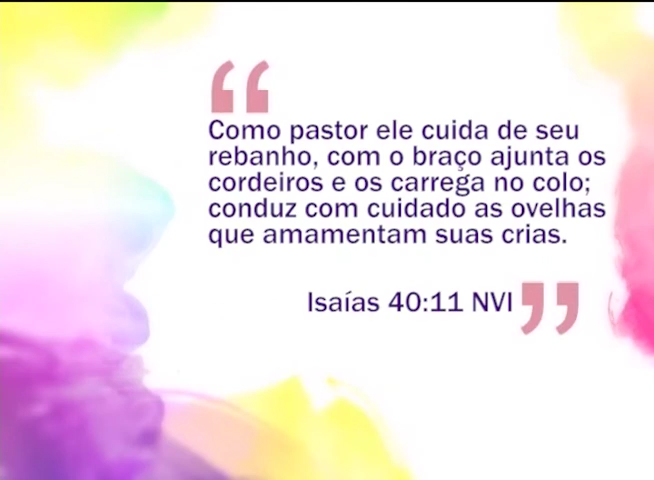 “
Como pastor ele cuida de seu
rebanho, com o braço ajunta os
cordeiros e os carrega no colo;
conduz com cuidado as ovelhas
que amamentam suas crias.
Isaías 40:11 NVI ”